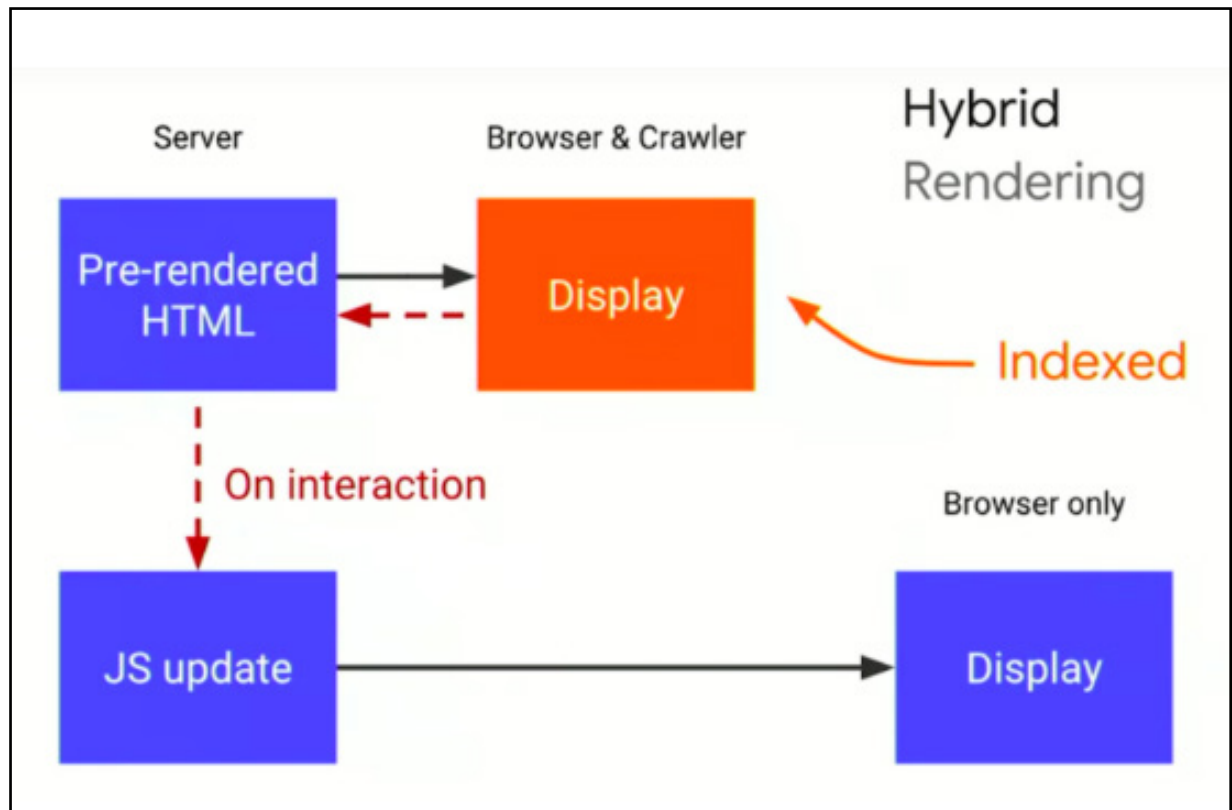 Hybrid
Rendering
Server
Browser & Crawler
Pre-rendered
HTML
Display
Indexed
On interaction
Browser only
JS update
Display